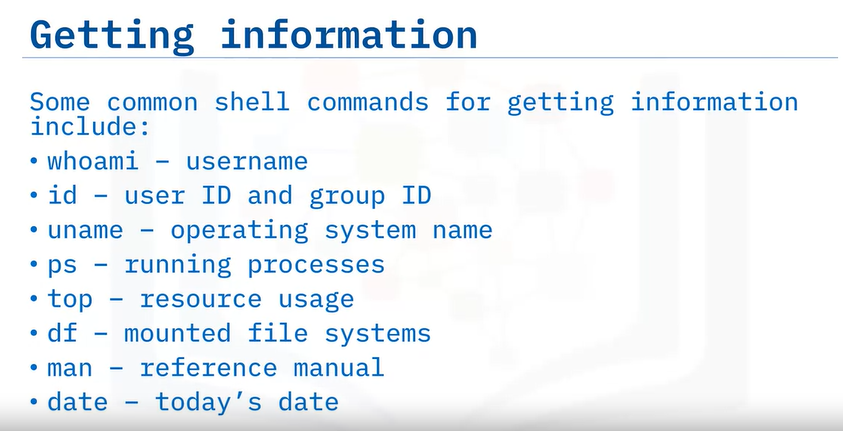 Getting information
Some common shell commands for getting information
include:
• whoami – username
• id – user ID and group ID
• uname – operating system name
• ps – running processes
• top – resource usage
• df – mounted file systems
• man – reference manual
• date – today’s date